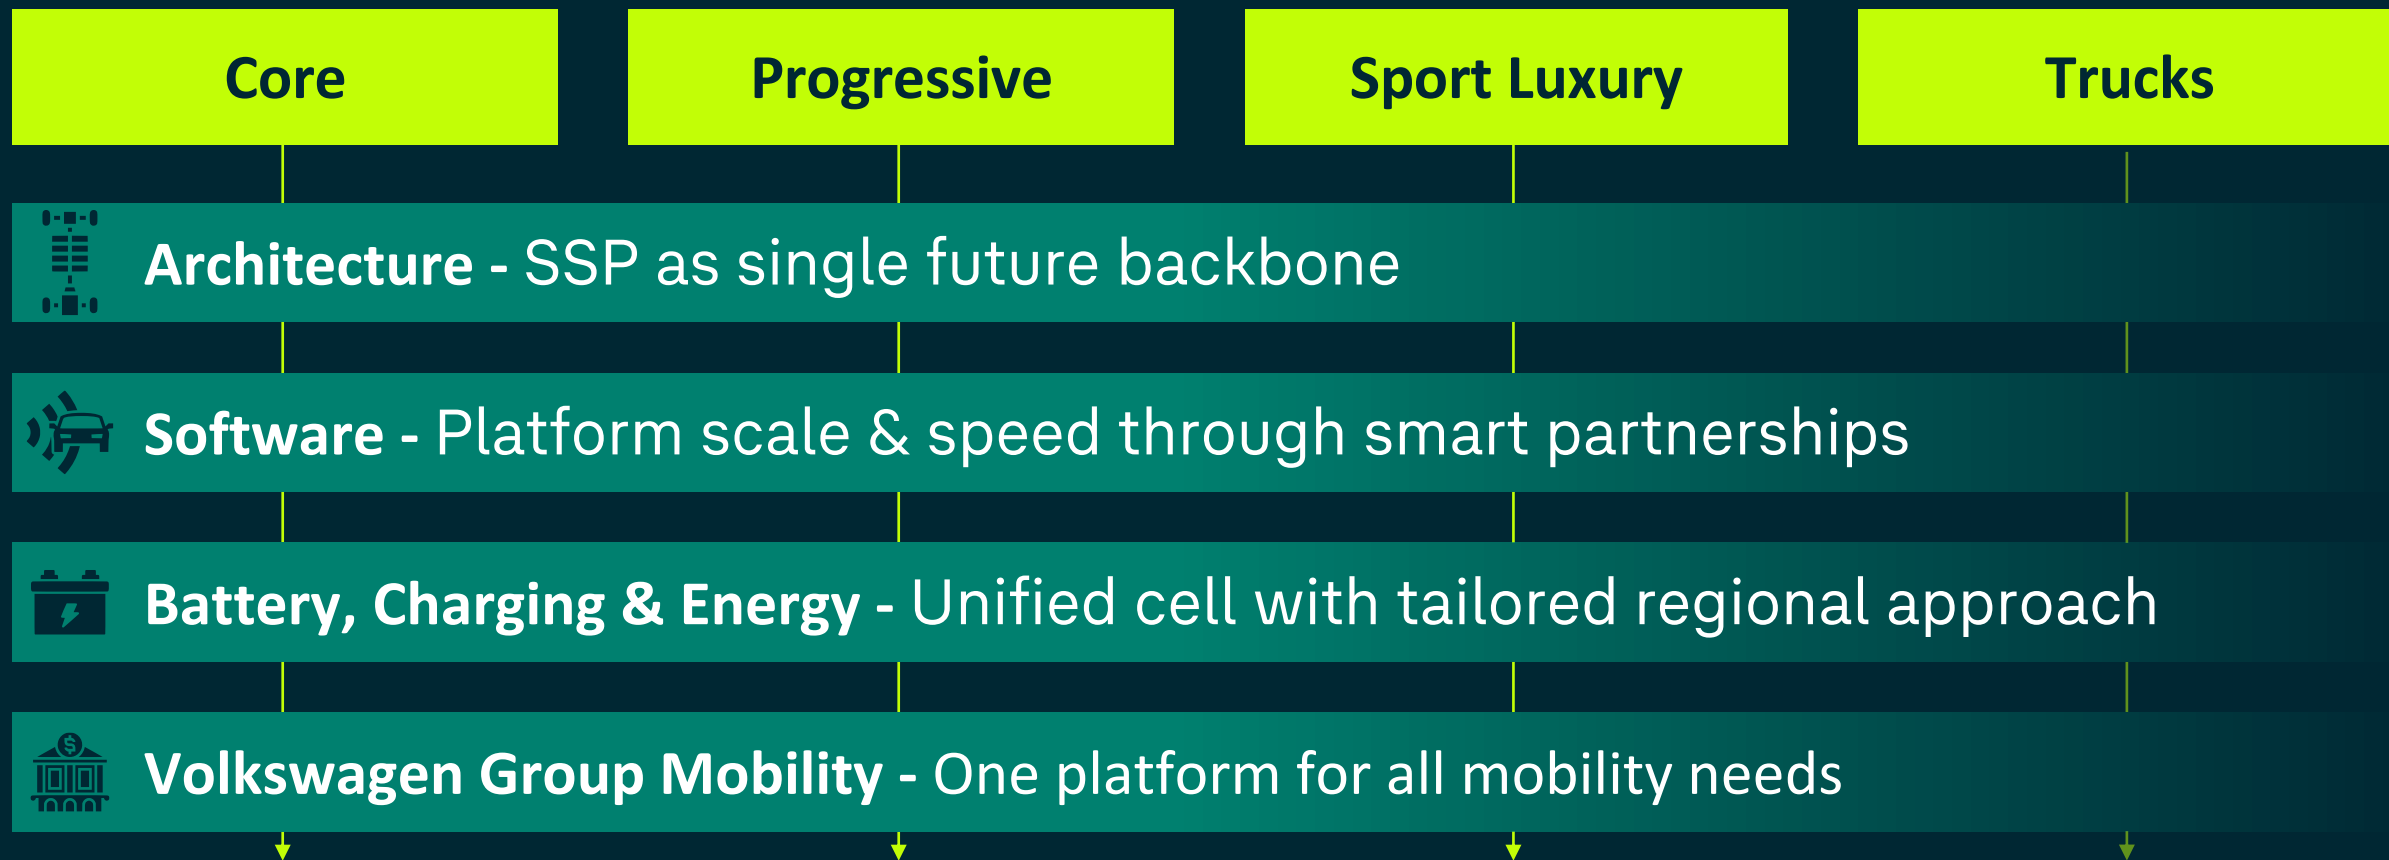 Core
Progressive
Sport Luxury
Trucks
Architecture - SSP as single future backbone
Software - Platform scale & speed through smart partnerships
Battery, Charging & Energy - Unified cell with tailored regional approach
$
Volkswagen Group Mobility - One platform for all mobility needs